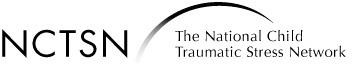 NCTSN
The National Child
Traumatic Stress Network